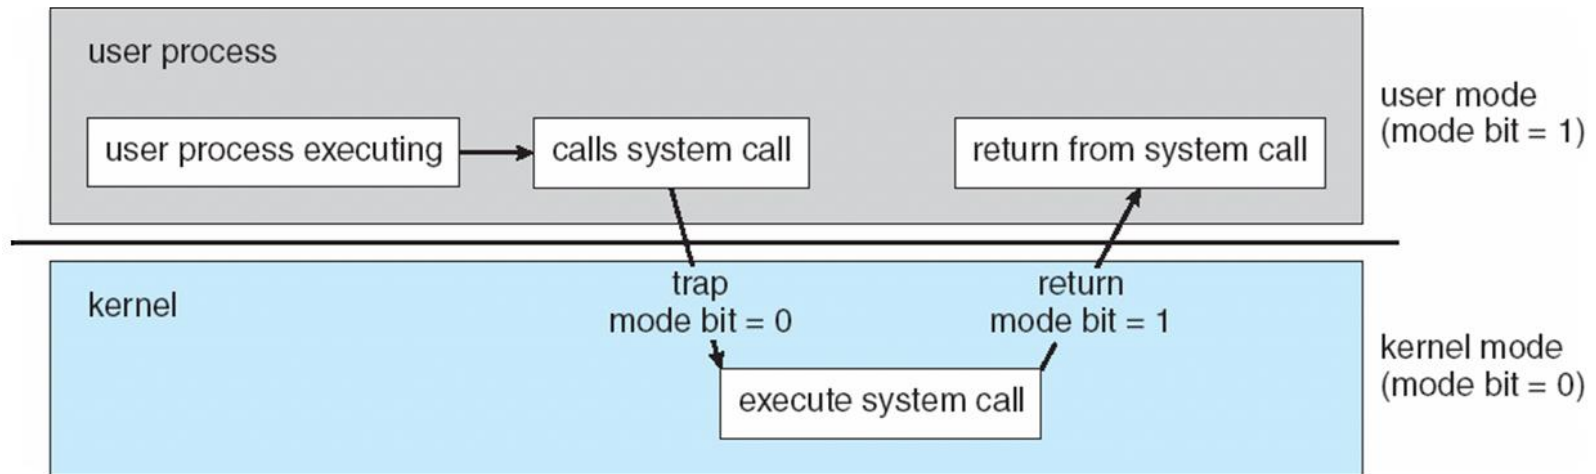 user process
user process executing
calls system call
return from system call
user mode
(mode bit = 1)
kernel
trap
mode bit = 0
return
mode bit = 1
execute system call
kernel mode
(mode bit = 0)